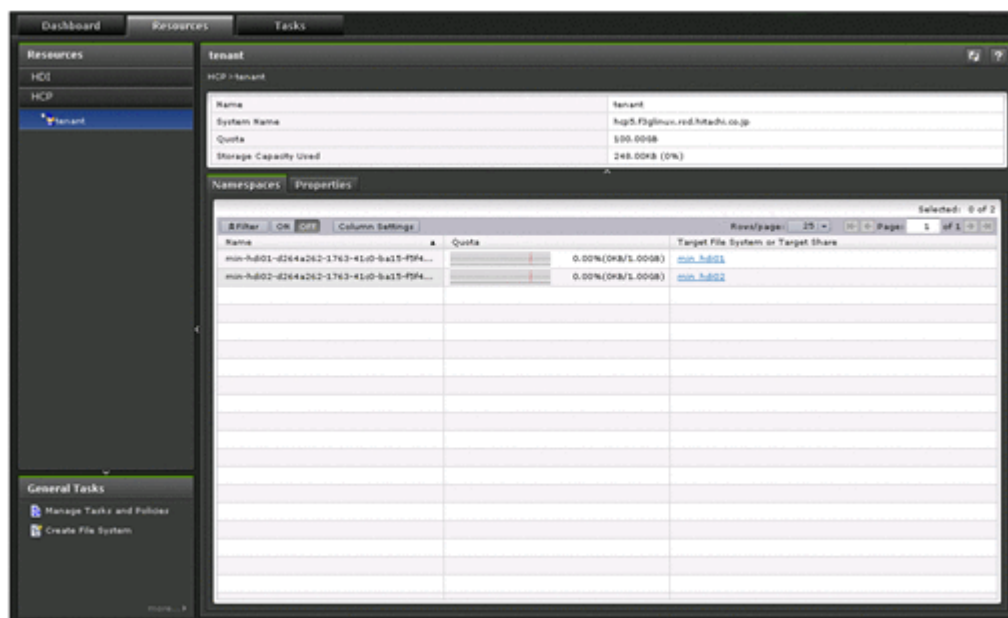 Dashboard Resources Tasks
Resources
HDI
HCP
tenant
General Tasks
Manage Tasks and Policies
Create File System
more...
tenant
HCP > tenant
Name tenant
System Name hcp5.f3glinux.rsd.hitachi.co.jp
Quota 100.00GB
Storage Capacity Used 248.00KB (0%)
Namespaces Properties
Selected: 0 of 2
Filter ON OFF Column Settings Rows/page: 25 Page: 1 of 1
Name Quota Target File System or Target Share
min-hdi01-d264a262-1763-41c0-ba15-f5f4... 0.00%(0KB/1.00GB) min_hdi01
min-hdi02-d264a262-1763-41c0-ba15-f5f4... 0.00%(0KB/1.00GB) min_hdi02